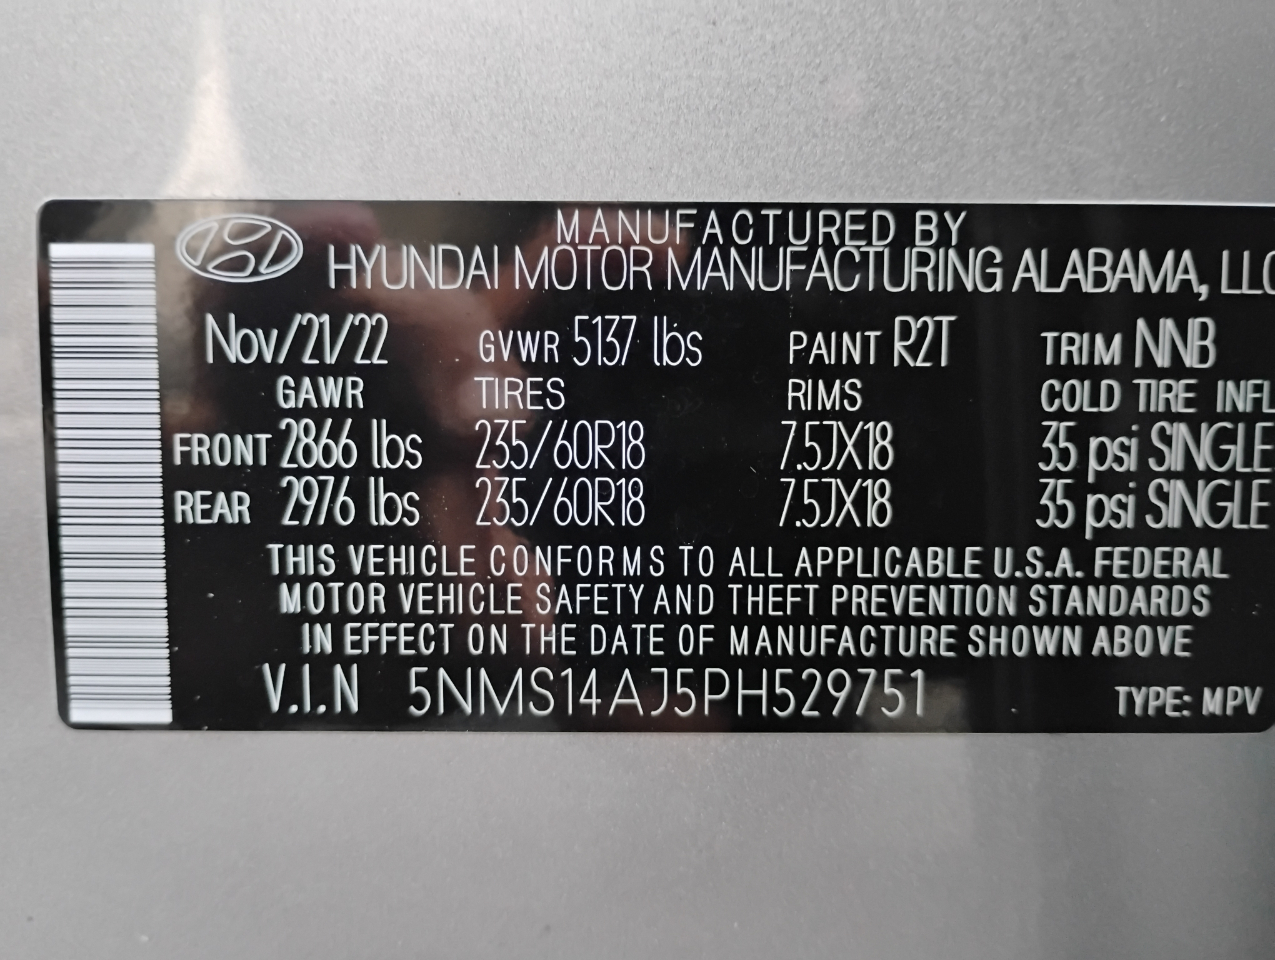 MANUFACTURED BY
HYUNDAI MOTOR MANUFACTURING ALABAMA, LLC
Nov/21/22 GVWR 5137 lbs PAINT R2T TRIM NNB
GAWR TIRES RIMS COLD TIRE INFL
FRONT 2866 lbs 235/60R18 7.5JX18 35 psi SINGLE
REAR 2976 lbs 235/60R18 7.5JX18 35 psi SINGLE
THIS VEHICLE CONFORMS TO ALL APPLICABLE U.S.A. FEDERAL
MOTOR VEHICLE SAFETY AND THEFT PREVENTION STANDARDS
IN EFFECT ON THE DATE OF MANUFACTURE SHOWN ABOVE
V.I.N 5NMS14AJ5PH529751 TYPE: MPV